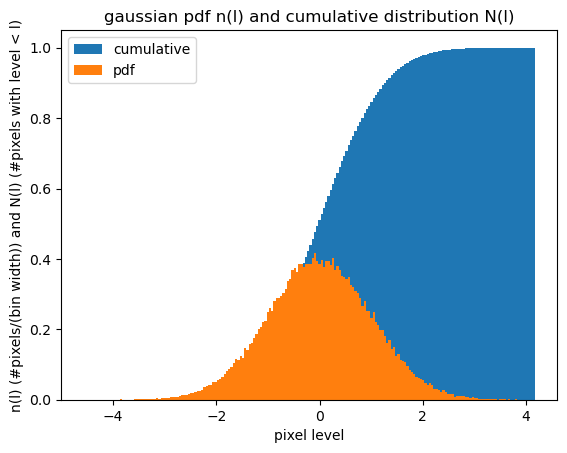 gaussian pdf n(l) and cumulative distribution N(l)
cumulative
pdf
n(l) (#pixels/(bin width)) and N(l) (#pixels with level < l)
1.0
0.8
0.6
0.4
0.2
0.0
−4
−2
0
2
4
pixel level